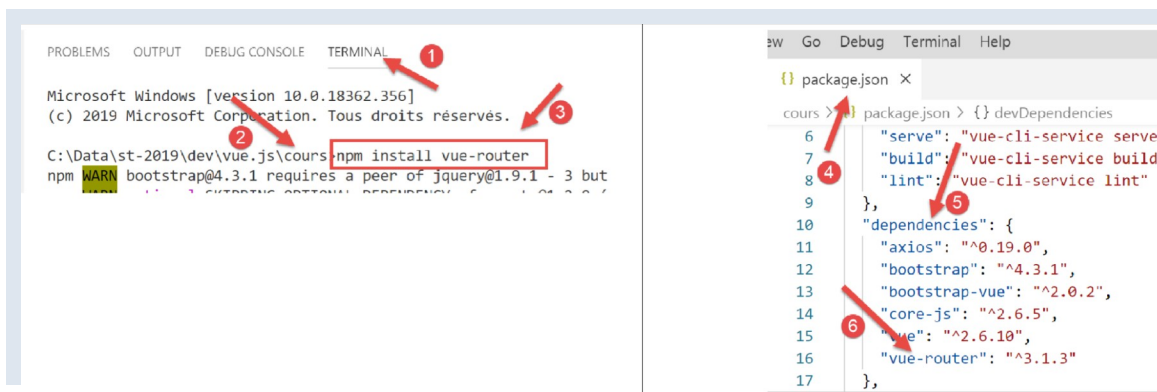 PROBLEMS OUTPUT DEBUG CONSOLE TERMINAL
1
Microsoft Windows [version 10.0.18362.356]
(c) 2019 Microsoft Corporation. Tous droits réservés.
3
2
C:\Data\st-2019\dev\vue.js\cours>npm install vue-router
npm WARN bootstrap@4.3.1 requires a peer of jquery@1.9.1 - 3 but
ew Go Debug Terminal Help
{} package.json ×
cours > {} package.json > {} devDependencies
6 "serve": "vue-cli-service serve
7 "build": "vue-cli-service build
4
8 "lint": "vue-cli-service lint"
5
9 },
10 "dependencies": {
11 "axios": "^0.19.0",
12 "bootstrap": "^4.3.1",
13 "bootstrap-vue": "^2.0.2",
14 "core-js": "^2.6.5",
6
15 "vue": "^2.6.10",
16 "vue-router": "^3.1.3"
17 },